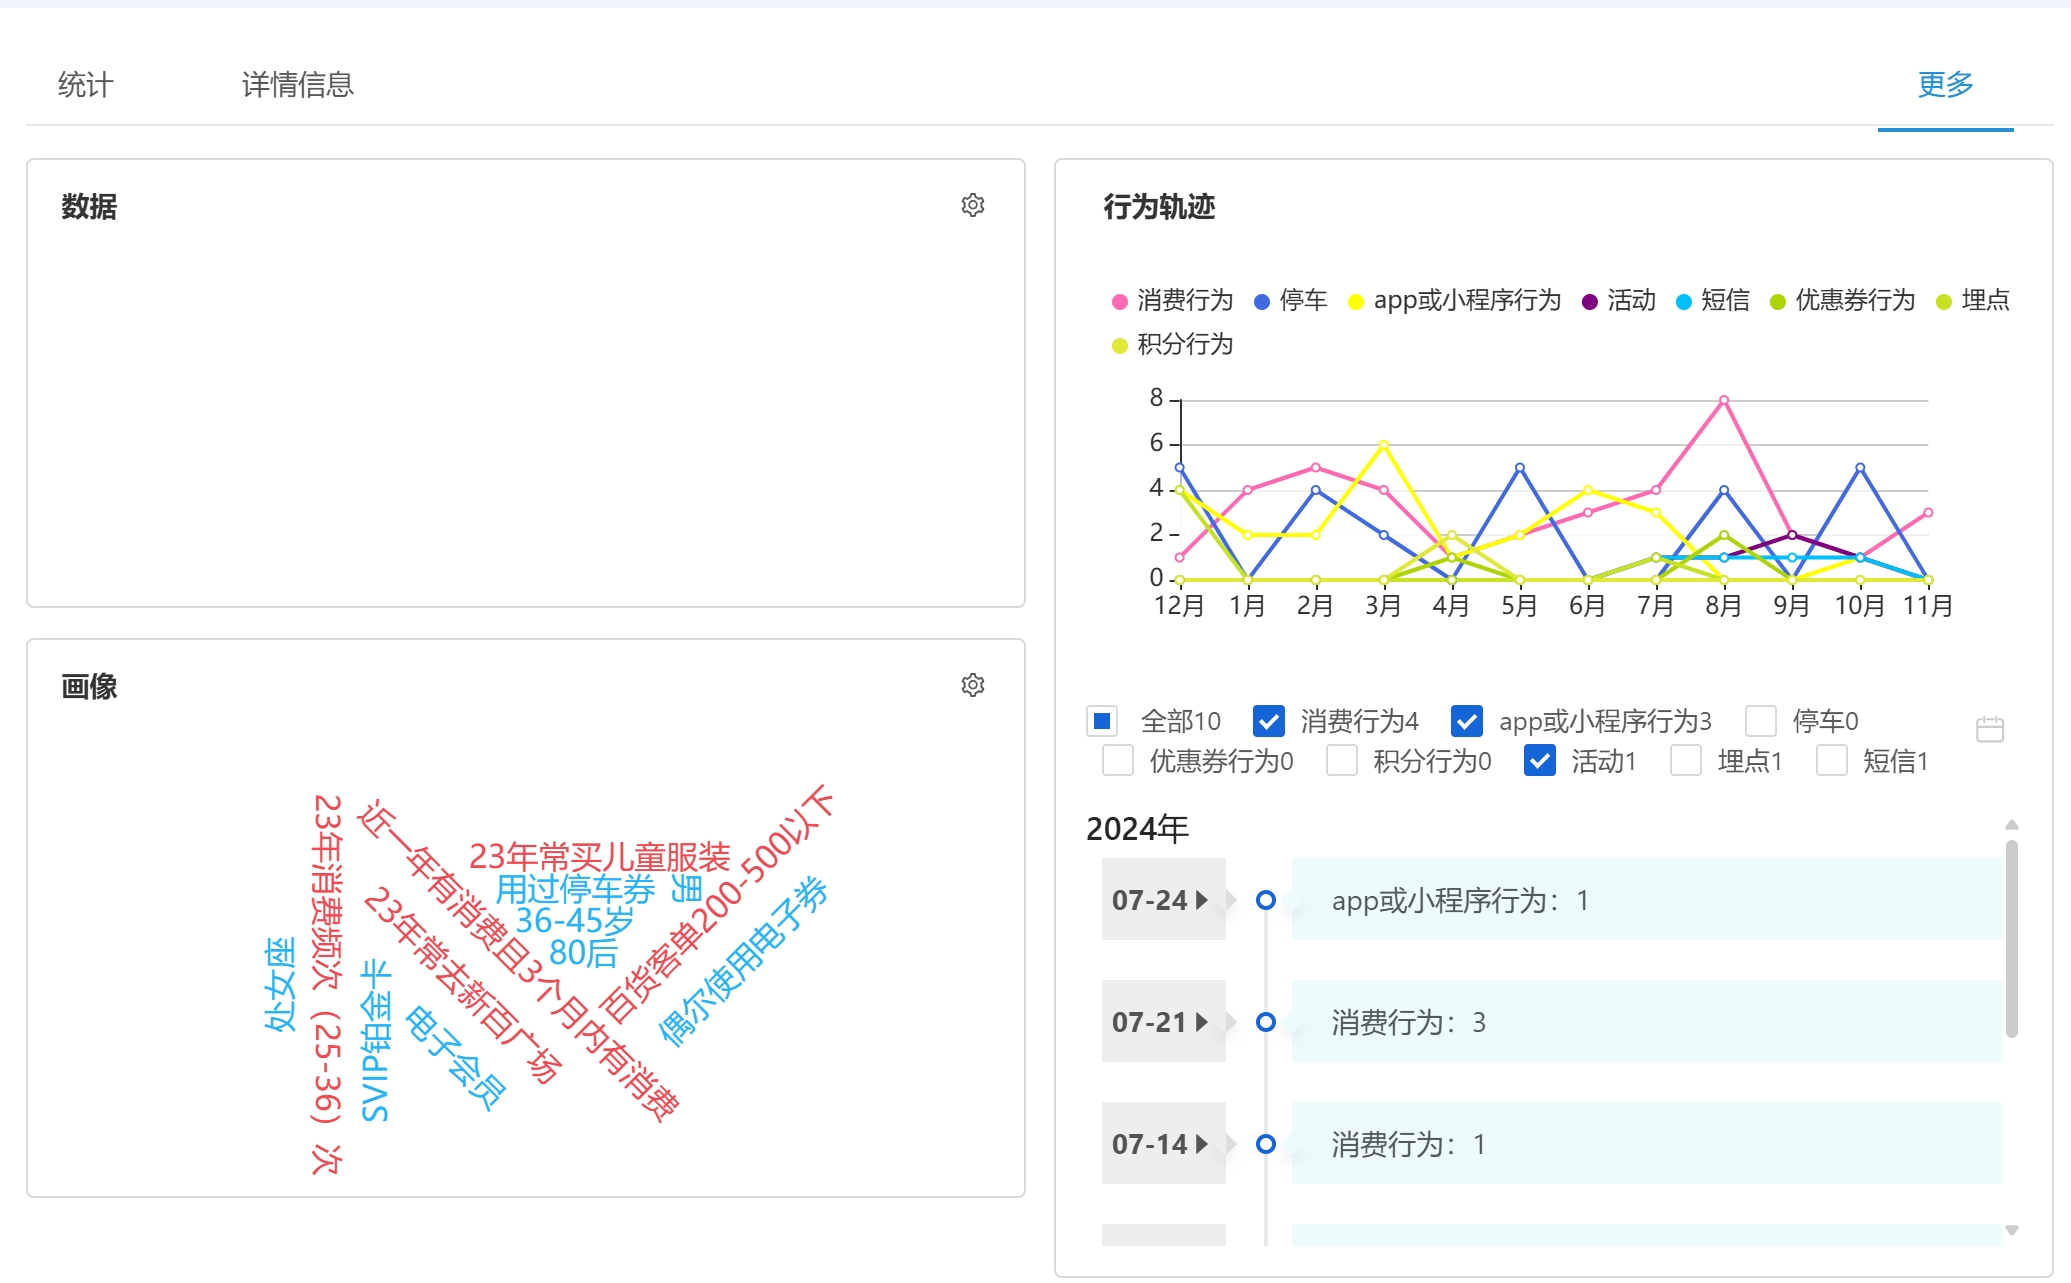 统计
详情信息
更多
数据
画像
23年消费频次（25-36）次
近一年有消费且3个月内有消费
23年常买儿童服装
用过停车券
男
36-45岁
80后
百货客单200-500以下
偶尔使用电子券
23年常去新百广场
处女座
SVIP铂金卡
电子会员
行为轨迹
消费行为 停车 app或小程序行为 活动 短信 优惠券行为 埋点
积分行为
8
6
4
2
0
12月 1月 2月 3月 4月 5月 6月 7月 8月 9月 10月 11月
全部10 消费行为4 app或小程序行为3 停车0
优惠券行为0 积分行为0 活动1 埋点1 短信1
2024年
07-24 app或小程序行为：1
07-21 消费行为：3
07-14 消费行为：1